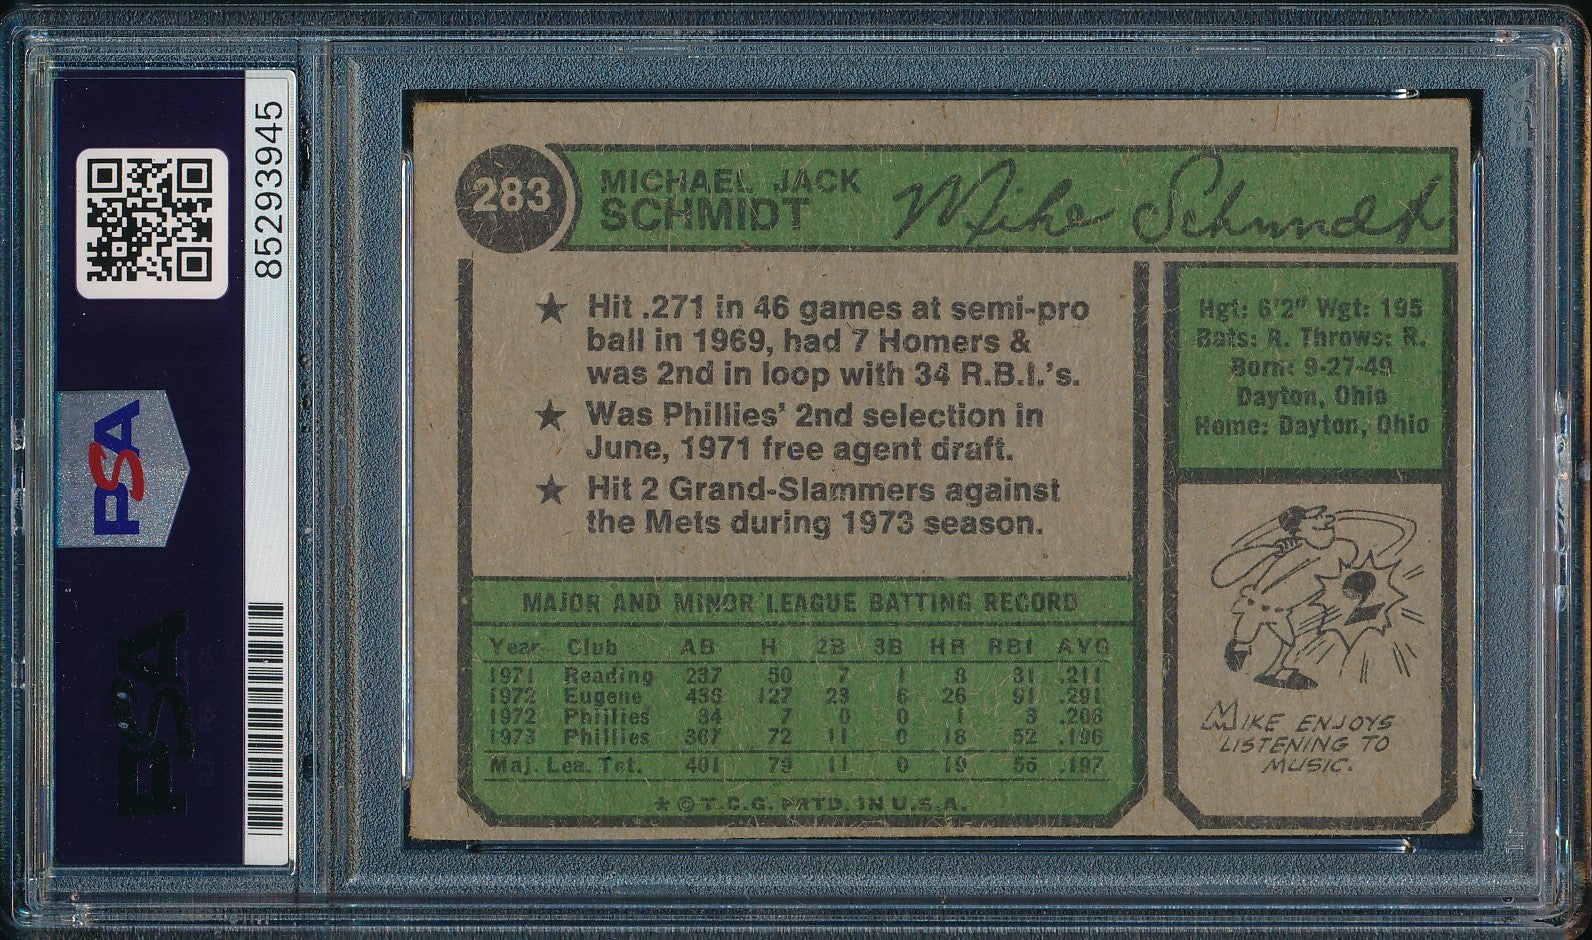 85293945
PSA
PSA
283
MICHAEL JACK
SCHMIDT
Mike Schmidt
★ Hit .271 in 46 games at semi-pro
ball in 1969, had 7 Homers &
was 2nd in loop with 34 R.B.I.'s.
★ Was Phillies' 2nd selection in
June, 1971 free agent draft.
★ Hit 2 Grand-Slammers against
the Mets during 1973 season.
Hgt: 6'2" Wgt: 195
Bats: R. Throws: R.
Born: 9-27-49
Dayton, Ohio
Home: Dayton, Ohio
2
MIKE ENJOYS
LISTENING TO
MUSIC.
MAJOR AND MINOR LEAGUE BATTING RECORD
Year Club AB H 2B 3B HR RBI AVG
1971 Reading 237 50 7 1 8 31 .211
1972 Eugene 436 127 23 6 26 91 .291
1972 Phillies 34 7 0 0 1 3 .206
1973 Phillies 367 72 11 0 18 52 .196
Maj. Lea. Tot. 401 79 11 0 19 55 .197
★ © T.C.G. PRTD. IN U.S.A.